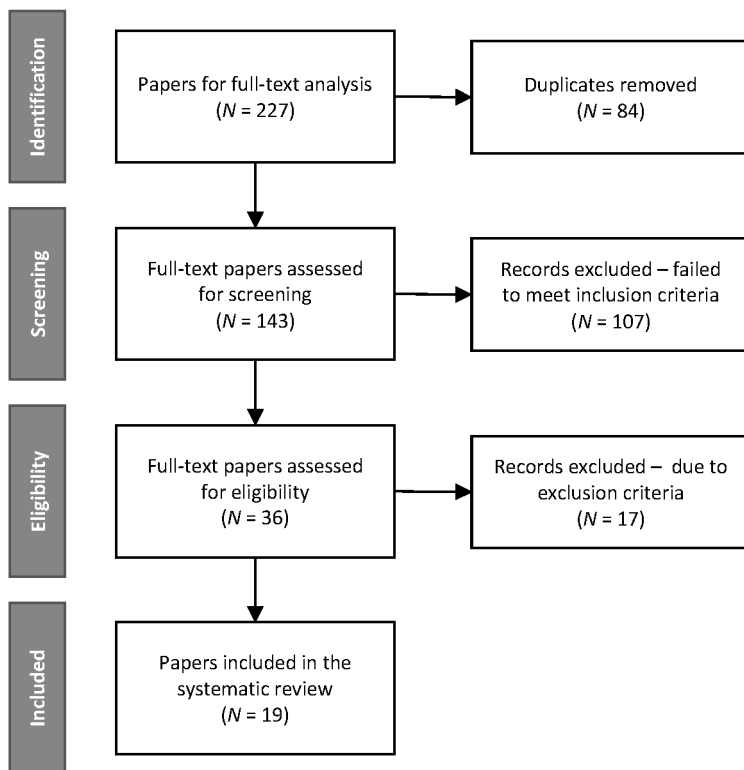 Identification
Papers for full-text analysis
(N = 227)
Duplicates removed
(N = 84)
Screening
Full-text papers assessed
for screening
(N = 143)
Records excluded – failed
to meet inclusion criteria
(N = 107)
Eligibility
Full-text papers assessed
for eligibility
(N = 36)
Records excluded – due to
exclusion criteria
(N = 17)
Included
Papers included in the
systematic review
(N = 19)